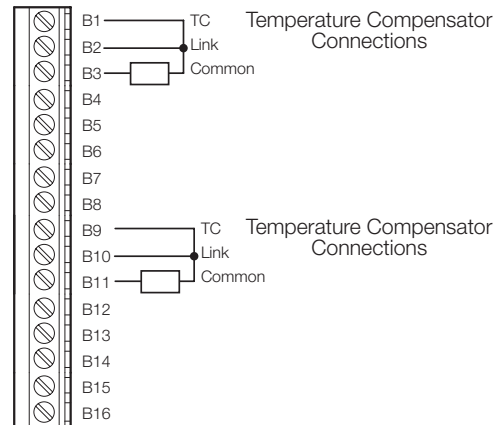 B1 TC Temperature Compensator
Connections
B2 Link
B3 Common
B4
B5
B6
B7
B8
B9 TC Temperature Compensator
Connections
B10 Link
B11 Common
B12
B13
B14
B15
B16